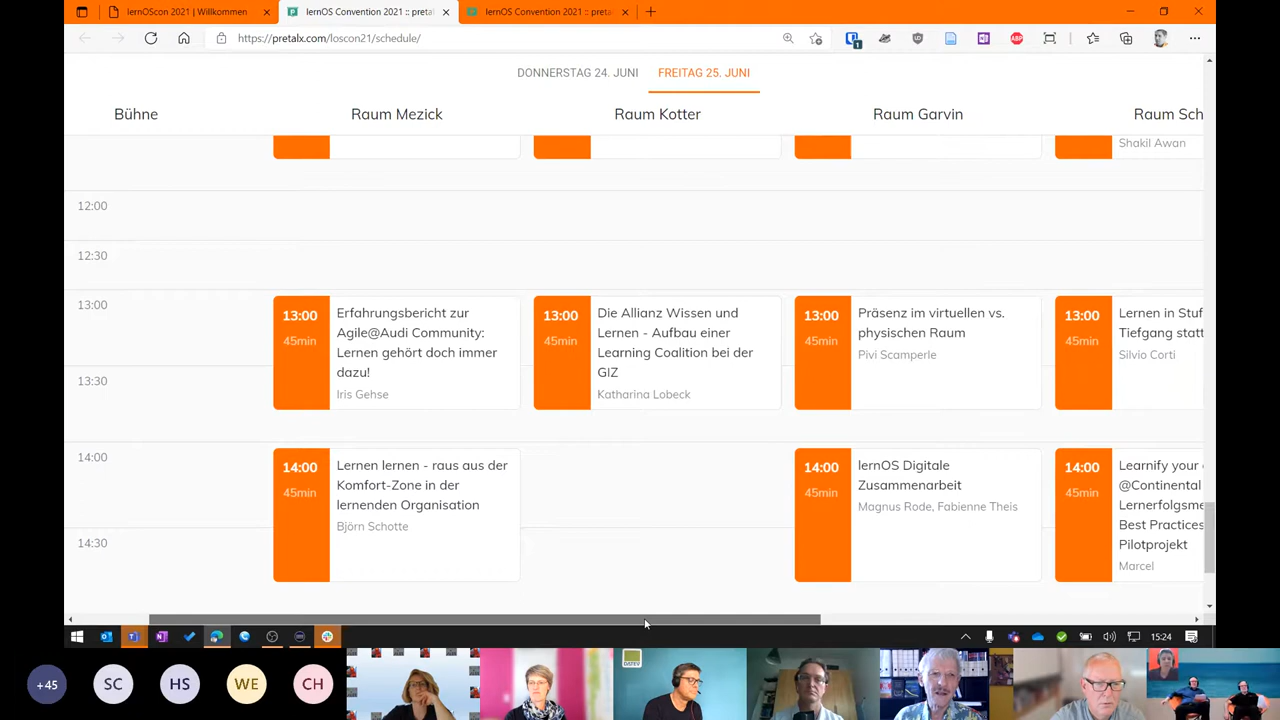 lernOScon 2021 | Willkommen
lernOS Convention 2021 :: preta
lernOS Convention 2021 :: preta
https://pretalx.com/loscon21/schedule/
DONNERSTAG 24. JUNI
FREITAG 25. JUNI
Bühne
Raum Mezick
Raum Kotter
Raum Garvin
Raum Sch
Shakil Awan
12:00
12:30
13:00
13:00
45min
Erfahrungsbericht zur
Agile@Audi Community:
Lernen gehört doch immer
dazu!
Iris Gehse
13:00
45min
Die Allianz Wissen und
Lernen - Aufbau einer
Learning Coalition bei der
GIZ
Katharina Lobeck
13:00
45min
Präsenz im virtuellen vs.
physischen Raum
Pivi Scamperle
13:00
45min
Lernen in Stuf
Tiefgang statt
Silvio Corti
13:30
14:00
14:00
45min
Lernen lernen - raus aus der
Komfort-Zone in der
lernenden Organisation
Björn Schotte
14:00
45min
lernOS Digitale
Zusammenarbeit
Magnus Rode, Fabienne Theis
14:00
45min
Learnify your
@Continental
Lernerfolgsme
Best Practices
Pilotprojekt
Marcel
14:30
15:24
+45
SC
HS
WE
CH
DATEV